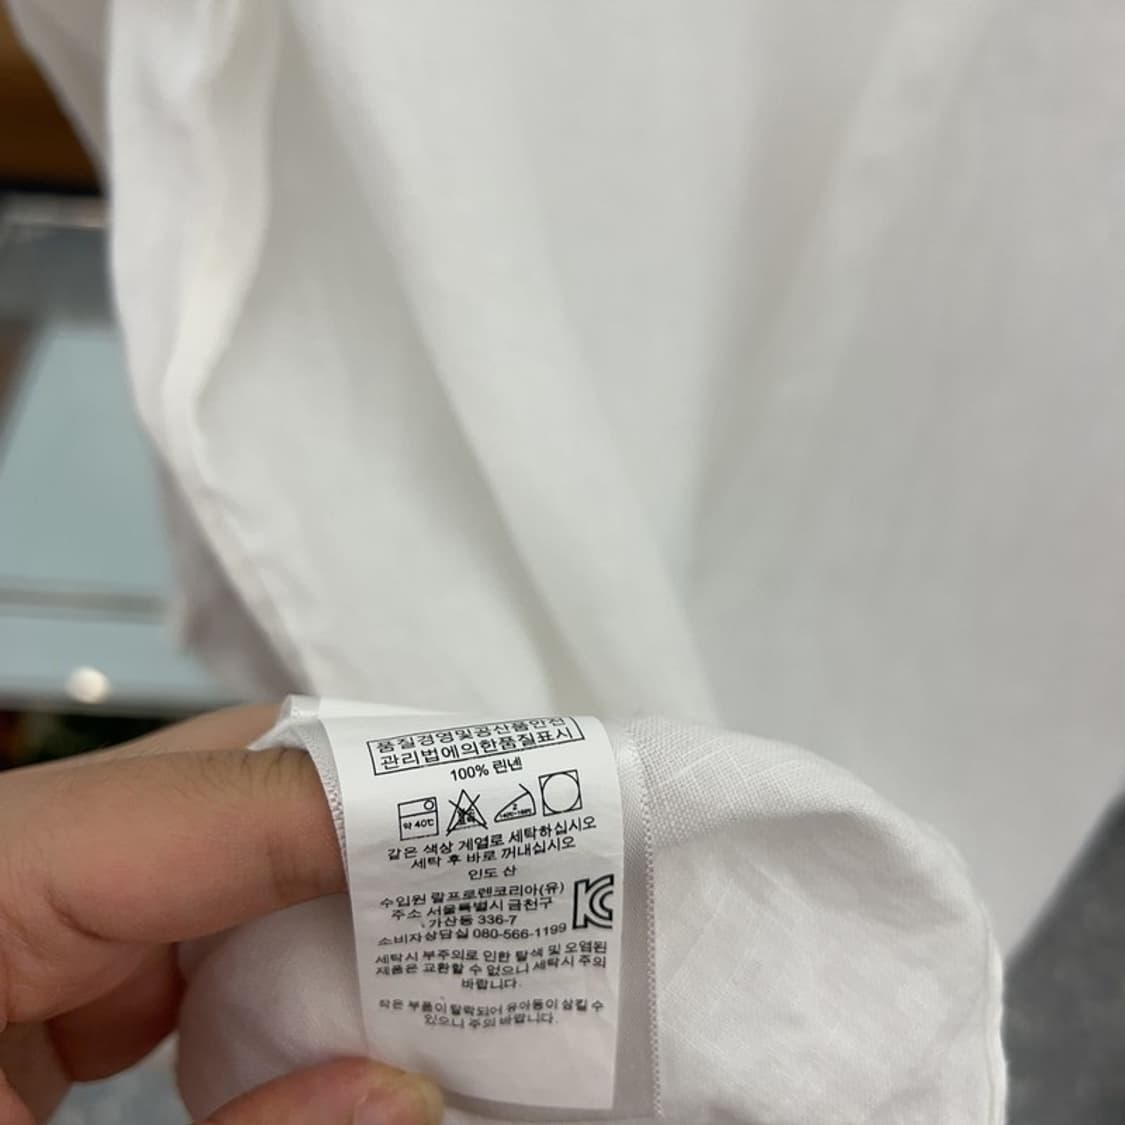 품질경영및공산품안전
관리법에의한품질표시
100% 린넨
약 40℃
같은 색상 계열로 세탁하십시오
세탁 후 바로 꺼내십시오
인도 산
수입원 랄프로렌코리아(유)
주소 서울특별시 금천구
가산동 336-7
소비자상담실 080-566-1199
세탁시 부주의로 인한 탈색 및 오염된
제품은 교환할 수 없으니 세탁시 주의
바랍니다.
작은 부품이 탈락되어 유아동이 삼킬 수
있으니 주의 바랍니다.